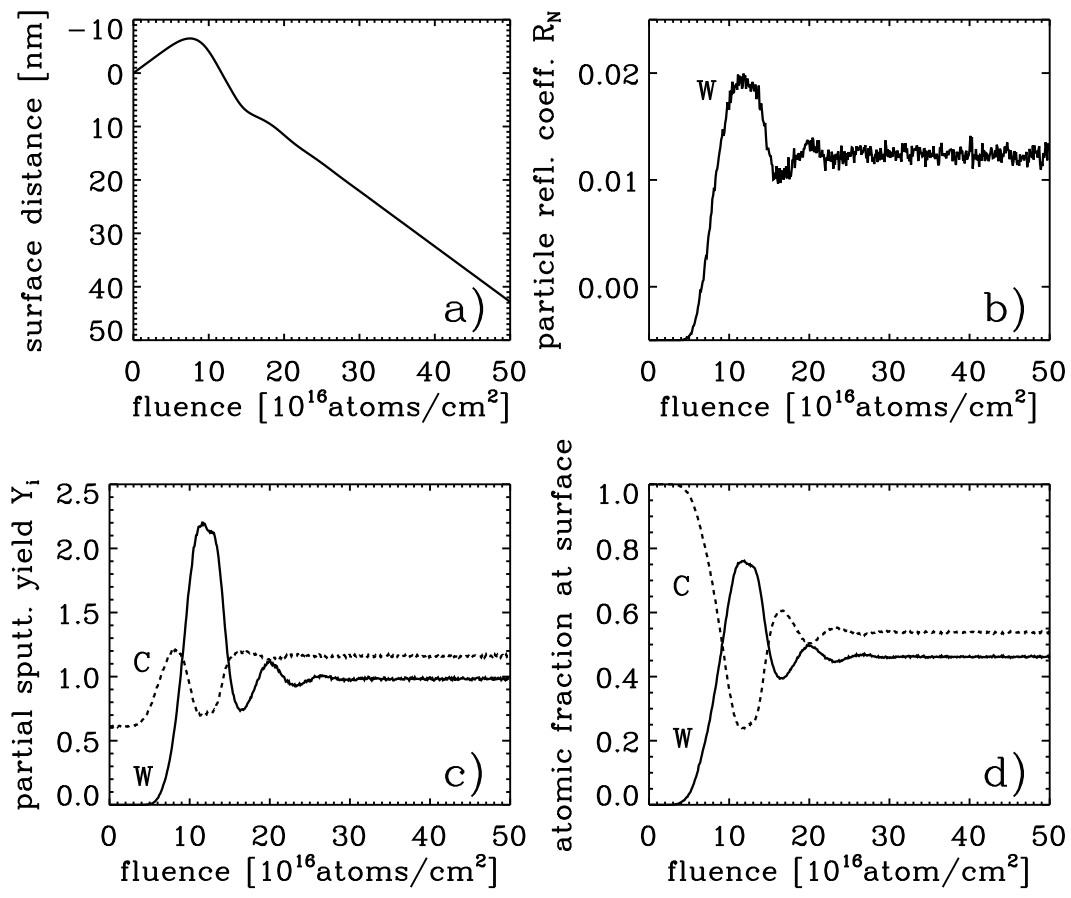 surface distance [nm]
−10
0
10
20
30
40
50
a)
0 10 20 30 40 50
fluence [10¹⁶atoms/cm²]
particle refl. coeff. R_N
0.02
0.01
0.00
W
b)
0 10 20 30 40 50
fluence [10¹⁶atoms/cm²]
partial sputt. yield Y_i
2.5
2.0
1.5
1.0
0.5
0.0
C
W
c)
0 10 20 30 40 50
fluence [10¹⁶atoms/cm²]
atomic fraction at surface
1.0
0.8
0.6
0.4
0.2
0.0
C
W
d)
0 10 20 30 40 50
fluence [10¹⁶atom/cm²]